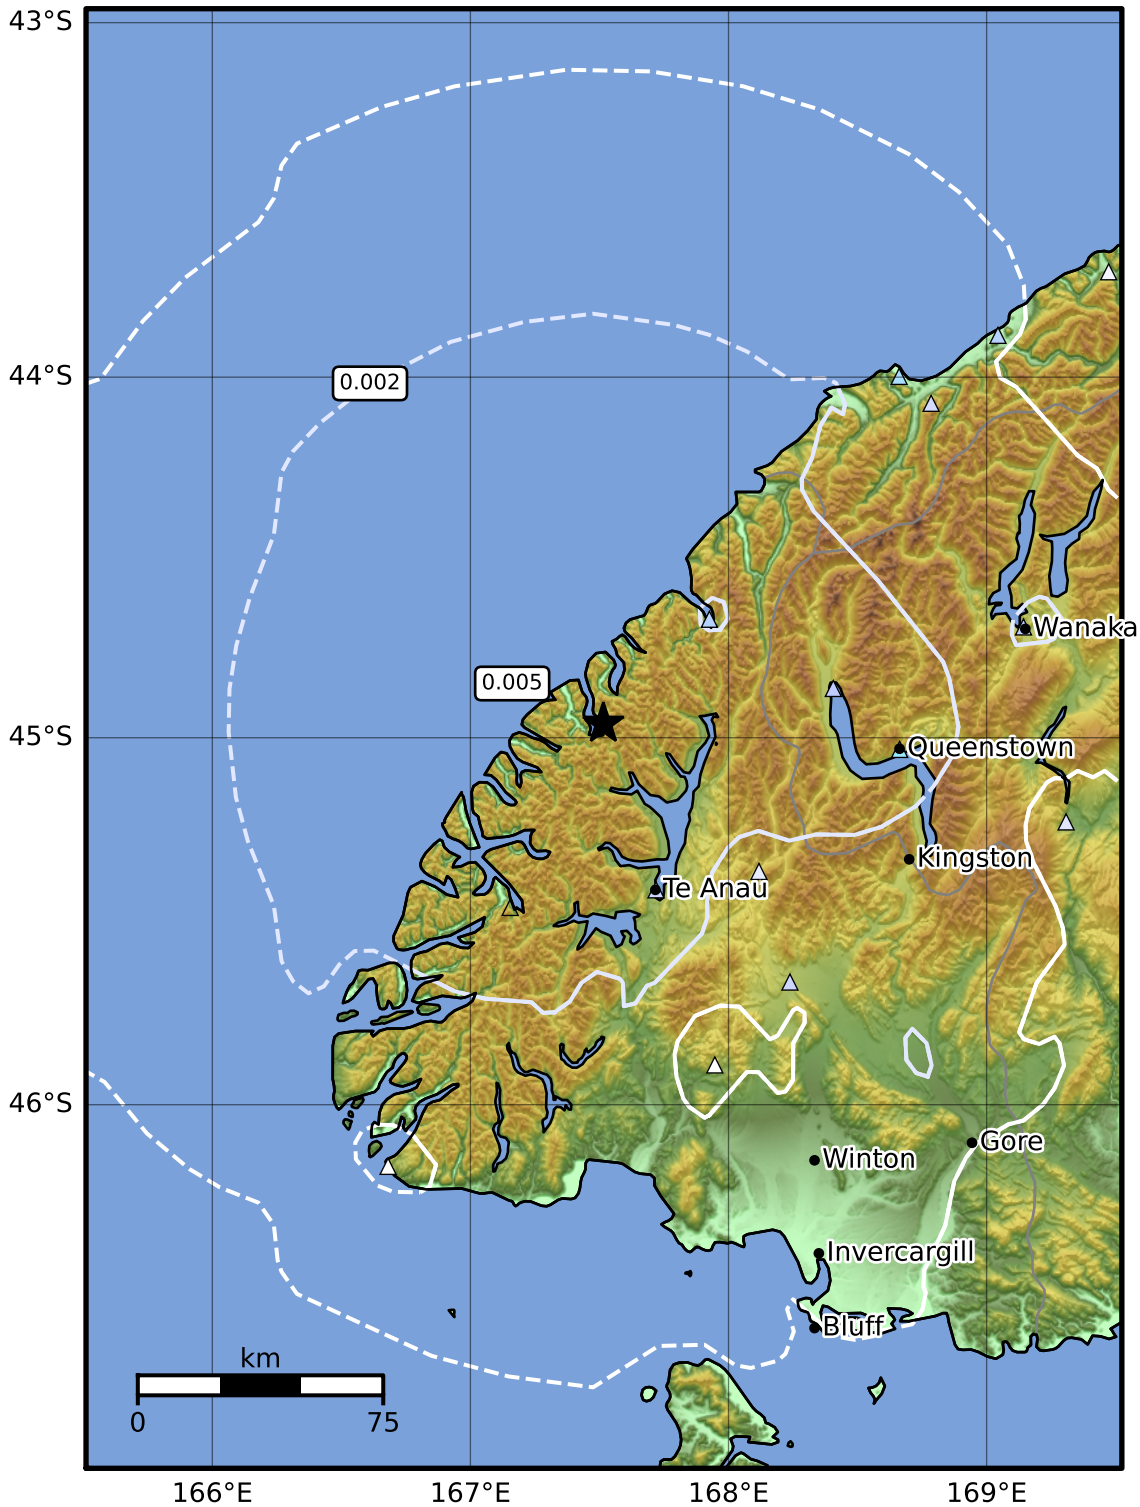 43°S
44°S
0.002
Wanaka
0.005
45°S
Queenstown
Kingston
Te Anau
46°S
Gore
Winton
Invercargill
Bluff
km
0 75
166°E 167°E 168°E 169°E